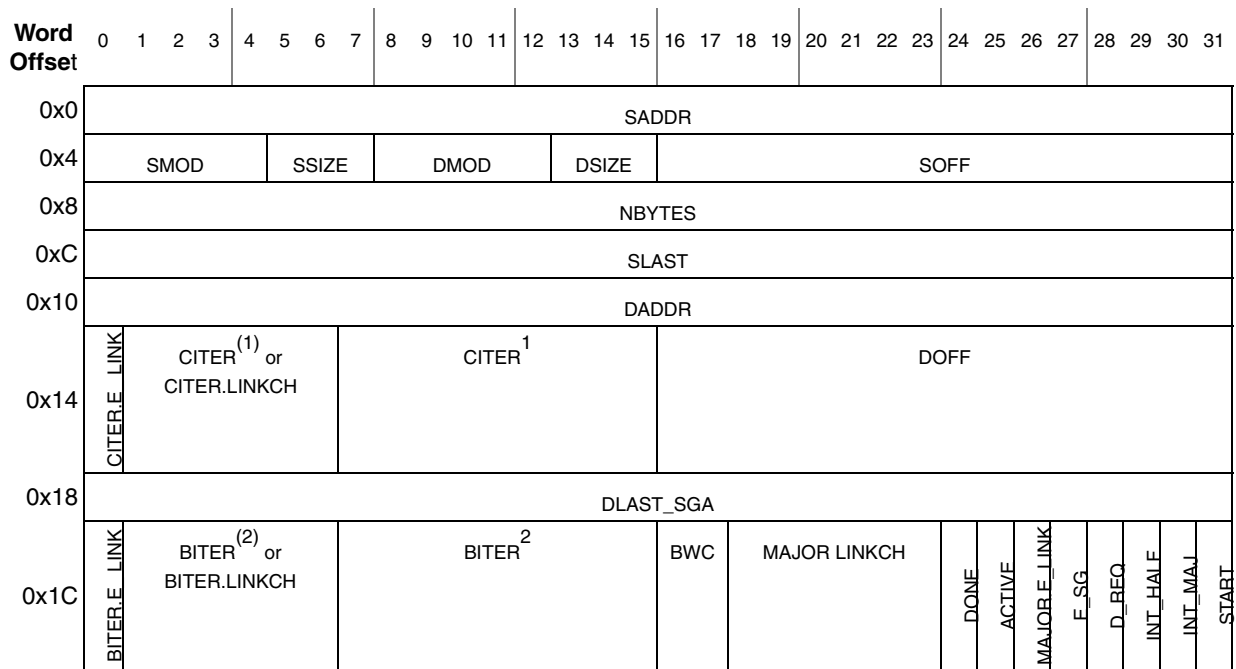 Word 0 1 2 3 4 5 6 7 8 9 10 11 12 13 14 15 16 17 18 19 20 21 22 23 24 25 26 27 28 29 30 31
Offset
0x0 SADDR
0x4 SMOD SSIZE DMOD DSIZE SOFF
0x8 NBYTES
0xC SLAST
0x10 DADDR
0x14 CITER.E_LINK CITER(1) or CITER1 DOFF
CITER.LINKCH
0x18 DLAST_SGA
0x1C BITER.E_LINK BITER(2) or BITER2 BWC MAJOR LINKCH DONE ACTIVE MAJOR.E_LINK E_SG D_REQ INT_HALF INT_MAJ START
BITER.LINKCH